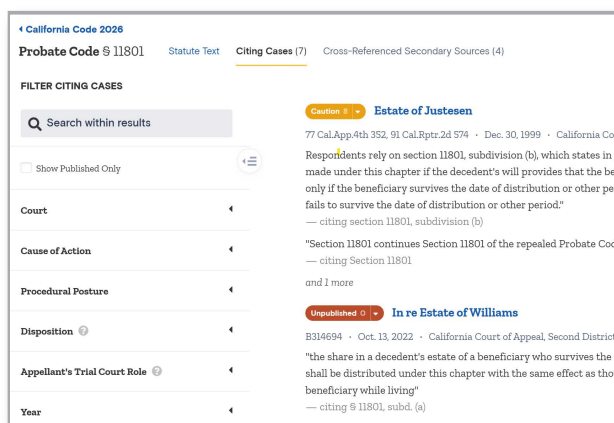 California Code 2026
Probate Code § 11801 Statute Text Citing Cases (7) Cross-Referenced Secondary Sources (4)
FILTER CITING CASES
Search within results
Show Published Only
Court
Cause of Action
Procedural Posture
Disposition
Appellant's Trial Court Role
Year
Caution Estate of Justesen
77 Cal.App.4th 352, 91 Cal.Rptr.2d 574 • Dec. 30, 1999 • California Co
Respondents rely on section 11801, subdivision (b), which states in
made under this chapter if the decedent's will provides that the be
only if the beneficiary survives the date of distribution or other pe
fails to survive the date of distribution or other period."
— citing section 11801, subdivision (b)
"Section 11801 continues Section 11801 of the repealed Probate Cod
— citing Section 11801
and 1 more
Unpublished In re Estate of Williams
B314694 • Oct. 13, 2022 • California Court of Appeal, Second District
"the share in a decedent's estate of a beneficiary who survives the
shall be distributed under this chapter with the same effect as tho
beneficiary while living"
— citing § 11801, subd. (a)